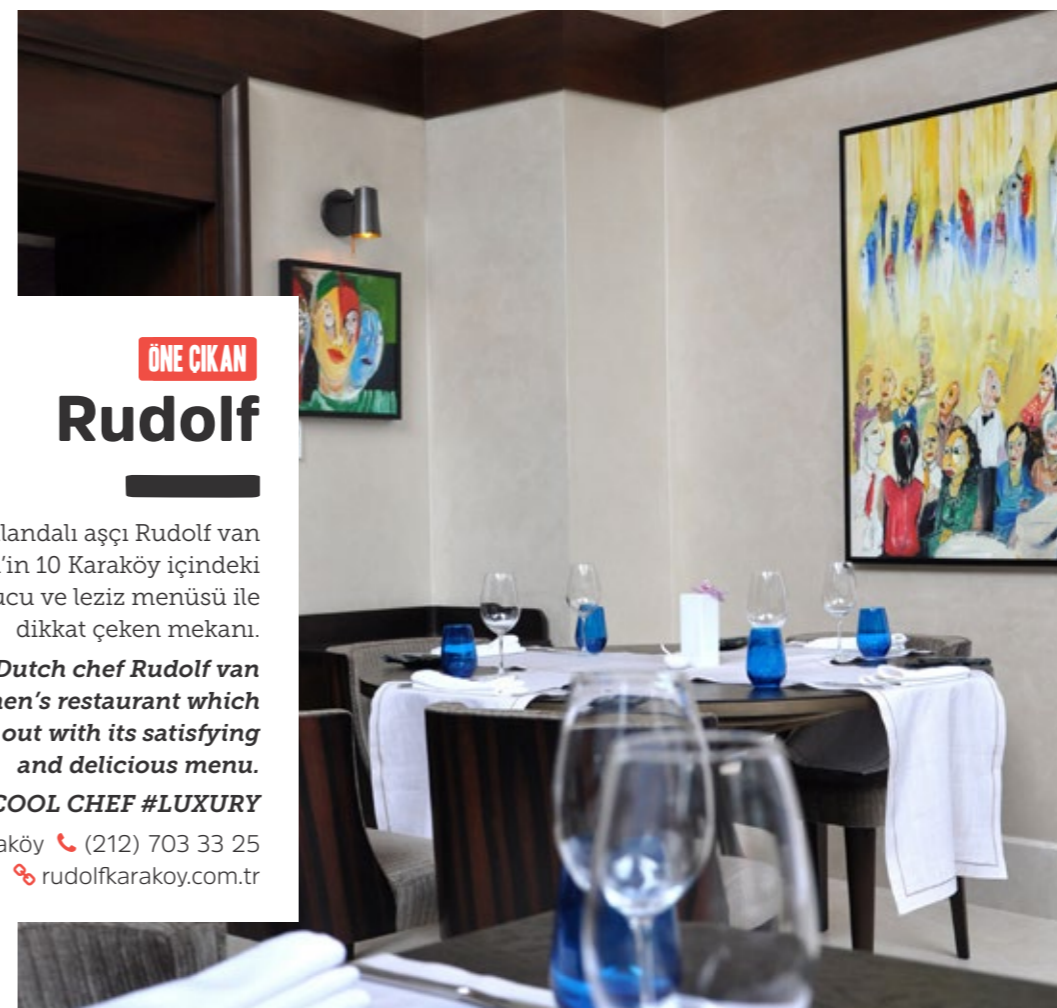 ÖNE ÇIKAN
Rudolf
landalı aşçı Rudolf van
'in 10 Karaköy içindeki
ucu ve leziz menüsü ile
dikkat çeken mekanı.
Dutch chef Rudolf van
en's restaurant which
out with its satisfying
and delicious menu.
COOL CHEF #LUXURY
aköy (212) 703 33 25
rudolfkarakoy.com.tr